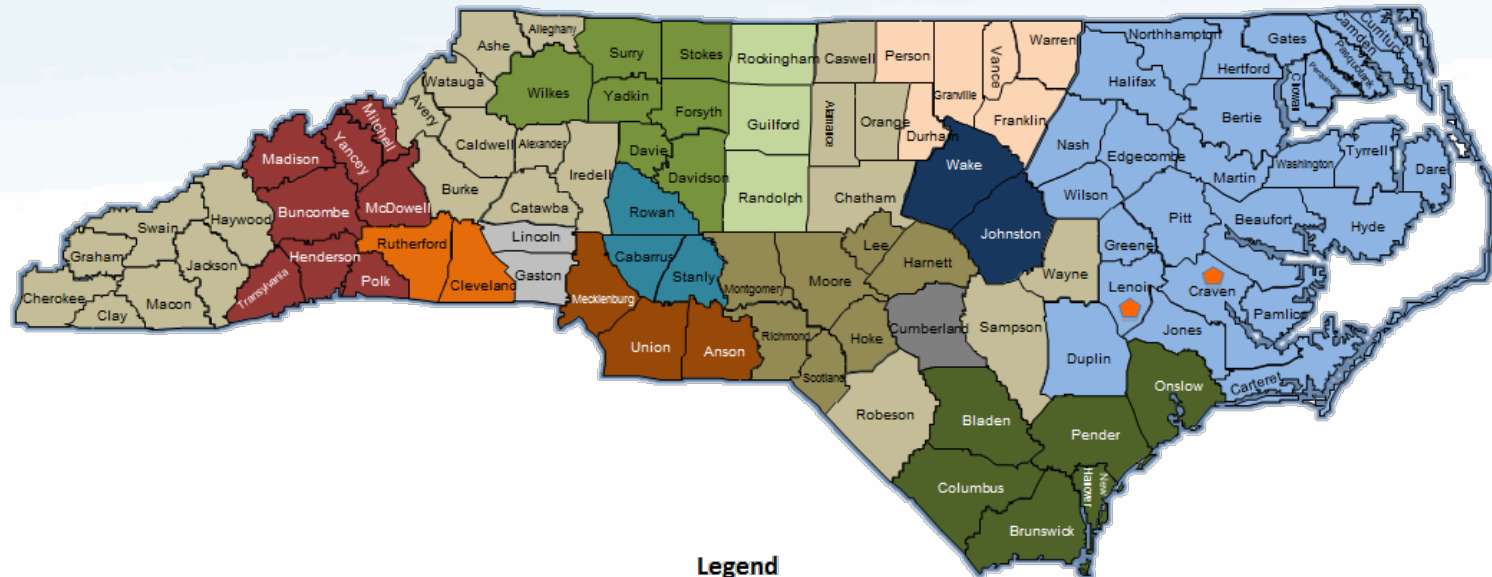 Ashe
Alleghany
Surry
Stokes
Rockingham
Caswell
Person
Granville
Vance
Warren
Northhampton
Gates
Camden
Currituck
Pasquotank
Perquimans
Chowan
Hertford
Halifax
Bertie
Watauga
Wilkes
Yadkin
Forsyth
Guilford
Alamance
Orange
Durham
Franklin
Nash
Edgecombe
Martin
Washington
Tyrrell
Dare
Mitchell
Avery
Yancey
Madison
Caldwell
Alexander
Davie
Iredell
Davidson
Randolph
Chatham
Wake
Wilson
Pitt
Beaufort
Hyde
Buncombe
McDowell
Burke
Catawba
Rowan
Haywood
Swain
Graham
Jackson
Henderson
Rutherford
Lincoln
Cabarrus
Stanly
Montgomery
Moore
Lee
Harnett
Johnston
Wayne
Greene
Lenoir
Craven
Pamlico
Cherokee
Clay
Macon
Transylvania
Polk
Cleveland
Gaston
Mecklenburg
Union
Anson
Richmond
Scotland
Hoke
Cumberland
Sampson
Duplin
Jones
Carteret
Onslow
Robeson
Bladen
Pender
Columbus
Brunswick
New
Hanover
Legend